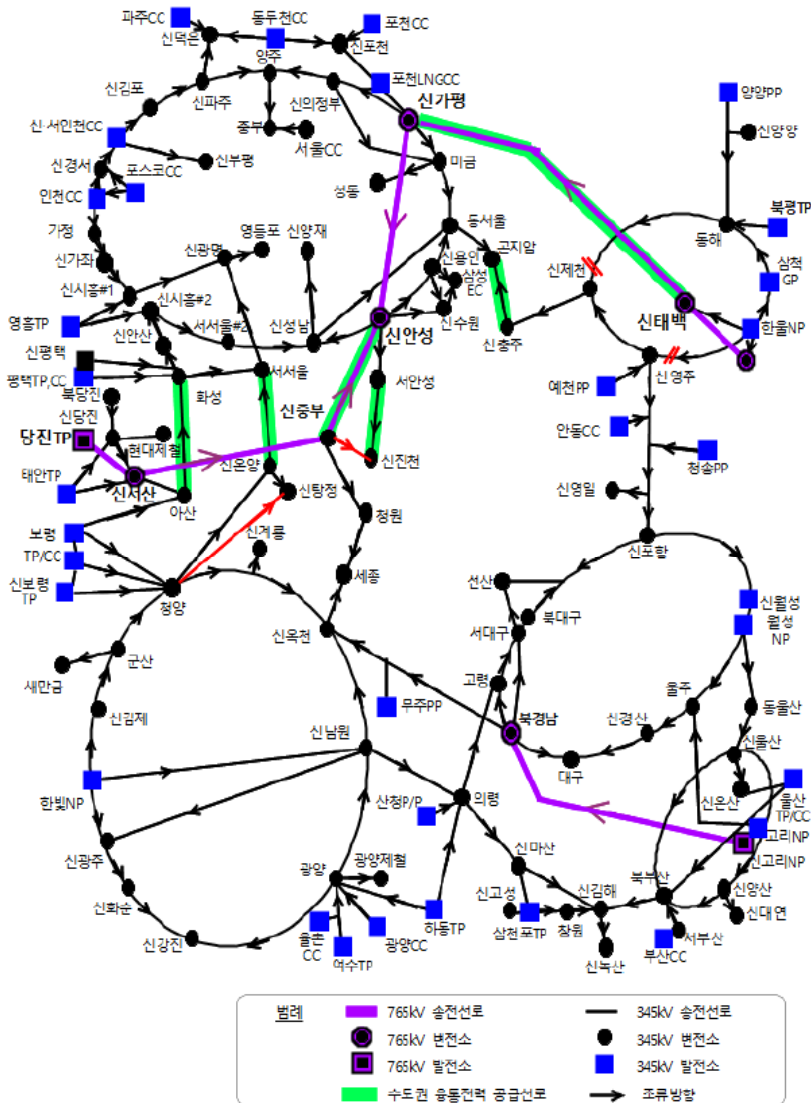 파주CC
동두천CC
포천CC
신덕은
양주
신포천
신김포
신파주
신의정부
포천LNGCC
신가평
양양PP
신양양
신·서인천CC
중부
서울CC
미금
성동
신경서
포스코CC
신부평
인천CC
가정
신가좌
신광명
영등포
신양재
동서울
곤지암
신용인
삼성
EC
신제천
동해
북평TP
삼척
GP
신시흥#1
신시흥#2
영흥TP
신안산
서서울#2
신성남
신안성
신수원
신태백
한울NP
신충주
신평택
평택TP,CC
북당진
화성
서서울
신중부
서안성
신영주
예천PP
안동CC
청송PP
신당진
당진TP
현대제철
신온양
신진천
태안TP
신서산
아산
신탕정
신영일
보령
TP/CC
신계룡
청원
신포항
신보령
TP
청양
세종
선산
북대구
신월성
월성
NP
군산
새만금
신옥천
서대구
고령
울주
무주PP
북경남
신경산
동울산
신김제
신남원
대구
신울산
한빛NP
산청P/P
의령
신온산
울산
TP/CC
고리NP
신고리NP
신광주
광양
광양제철
신마산
신화순
신고성
신김해
북부산
신양산
신대연
신강진
율촌
CC
여수TP
광양CC
하동TP
삼천
포TP
창원
신녹산
부산CC
서부산
범례
765kV 송전선로
345kV 송전선로
765kV 변전소
345kV 변전소
765kV 발전소
345kV 발전소
수도권 융통전력 공급선로
조류방향